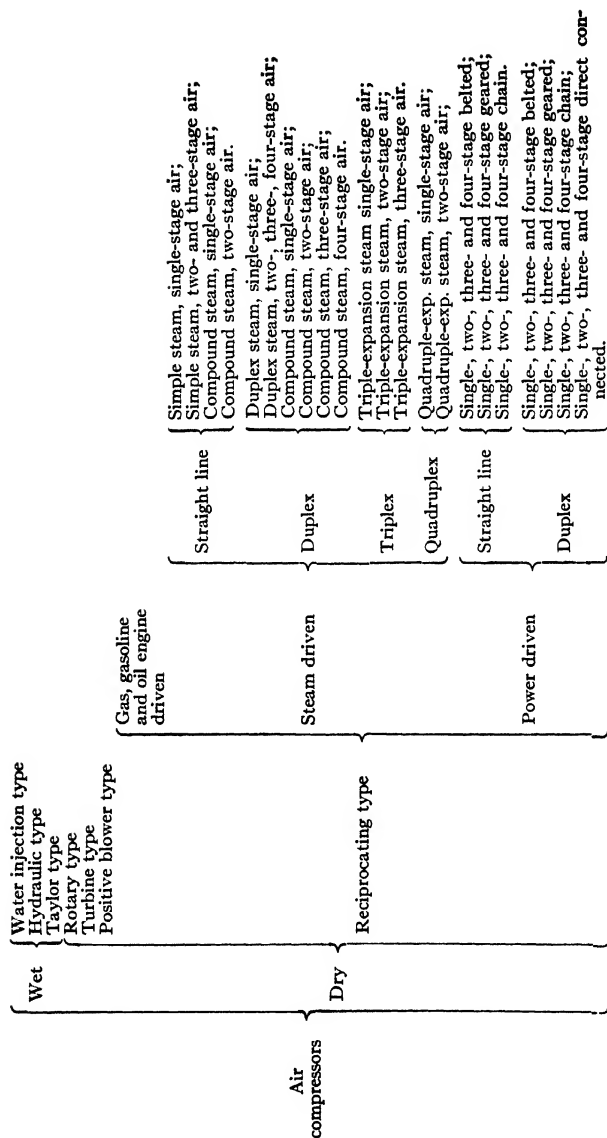 Air
compressors
Wet
Water injection type
Hydraulic type
Taylor type
Dry
Rotary type
Turbine type
Positive blower type
Reciprocating type
Gas, gasoline
and oil engine
driven
Steam driven
Straight line
Simple steam, single-stage air;
Simple steam, two- and three-stage air;
Compound steam, single-stage air;
Compound steam, two-stage air.
Duplex
Duplex steam, single-stage air;
Duplex steam, two-, three-, four-stage air;
Compound steam, single-stage air;
Compound steam, two-stage air;
Compound steam, three-stage air;
Compound steam, four-stage air.
Triplex
Triple-expansion steam single-stage air;
Triple-expansion steam, two-stage air;
Triple-expansion steam, three-stage air.
Quadruplex
Quadruple-exp. steam, single-stage air;
Quadruple-exp. steam, two-stage air;
Power driven
Straight line
Single-, two-, three- and four-stage belted;
Single-, two-, three- and four-stage geared;
Single-, two-, three- and four-stage chain.
Duplex
Single-, two-, three- and four-stage belted;
Single-, two-, three- and four-stage geared;
Single-, two-, three- and four-stage chain;
Single-, two-, three- and four-stage direct con-
nected.